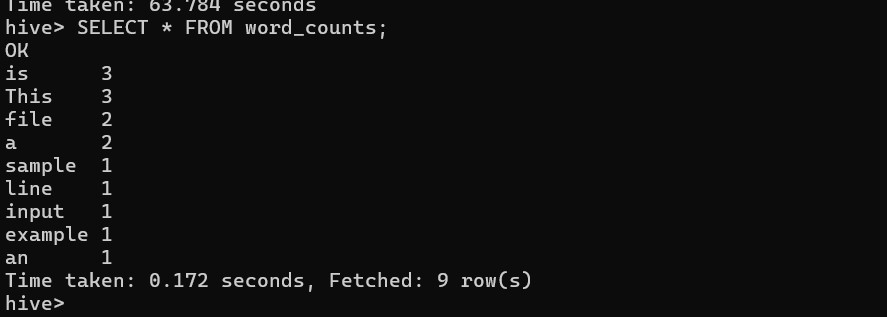 Time taken: 63.784 seconds
hive> SELECT * FROM word_counts;
OK
is 3
This 3
file 2
a 2
sample 1
line 1
input 1
example 1
an 1
Time taken: 0.172 seconds, Fetched: 9 row(s)
hive>